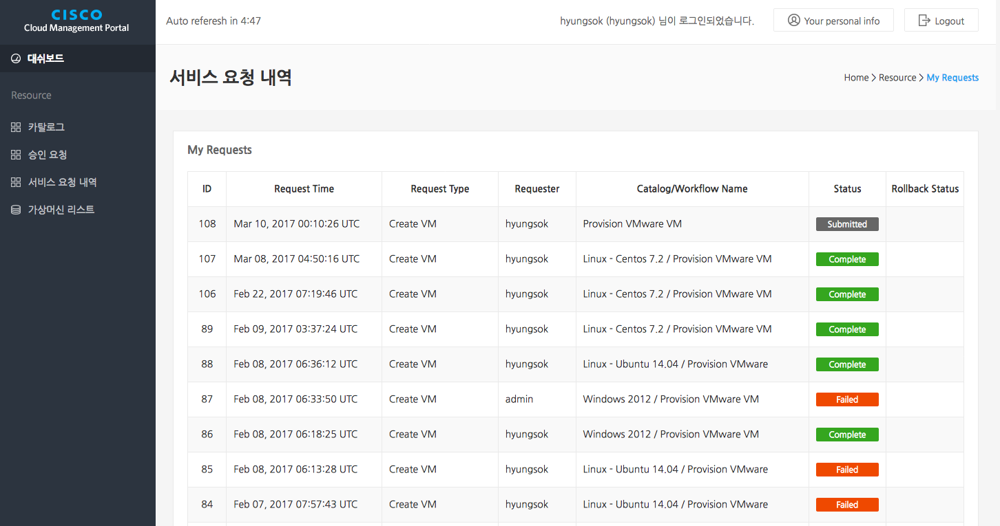 CISCO
Cloud Management Portal
Auto referesh in 4:47
hyungsok (hyungsok) 님이 로그인되었습니다.
Your personal info
Logout
대쉬보드
Resource
카탈로그
승인 요청
서비스 요청 내역
가상머신 리스트
서비스 요청 내역
Home > Resource > My Requests
My Requests
ID Request Time Request Type Requester Catalog/Workflow Name Status Rollback Status
108 Mar 10, 2017 00:10:26 UTC Create VM hyungsok Provision VMware VM Submitted
107 Mar 08, 2017 04:50:16 UTC Create VM hyungsok Linux - Centos 7.2 / Provision VMware VM Complete
106 Feb 22, 2017 07:19:46 UTC Create VM hyungsok Linux - Centos 7.2 / Provision VMware VM Complete
89 Feb 09, 2017 03:37:24 UTC Create VM hyungsok Linux - Centos 7.2 / Provision VMware VM Complete
88 Feb 08, 2017 06:36:12 UTC Create VM hyungsok Linux - Ubuntu 14.04 / Provision VMware Complete
87 Feb 08, 2017 06:33:50 UTC Create VM admin Windows 2012 / Provision VMware VM Failed
86 Feb 08, 2017 06:18:25 UTC Create VM hyungsok Windows 2012 / Provision VMware VM Complete
85 Feb 08, 2017 06:13:28 UTC Create VM hyungsok Linux - Ubuntu 14.04 / Provision VMware Failed
84 Feb 07, 2017 07:57:43 UTC Create VM hyungsok Linux - Ubuntu 14.04 / Provision VMware Failed